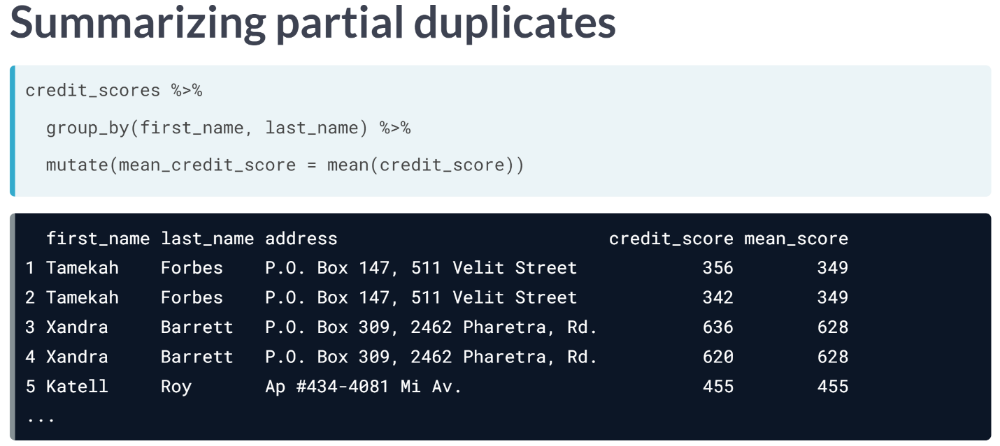 Summarizing partial duplicates
credit_scores %>%
  group_by(first_name, last_name) %>%
  mutate(mean_credit_score = mean(credit_score))
  first_name last_name address                          credit_score mean_score
1 Tamekah    Forbes    P.O. Box 147, 511 Velit Street            356        349
2 Tamekah    Forbes    P.O. Box 147, 511 Velit Street            342        349
3 Xandra     Barrett   P.O. Box 309, 2462 Pharetra, Rd.          636        628
4 Xandra     Barrett   P.O. Box 309, 2462 Pharetra, Rd.          620        628
5 Katell     Roy       Ap #434-4081 Mi Av.                       455        455
...